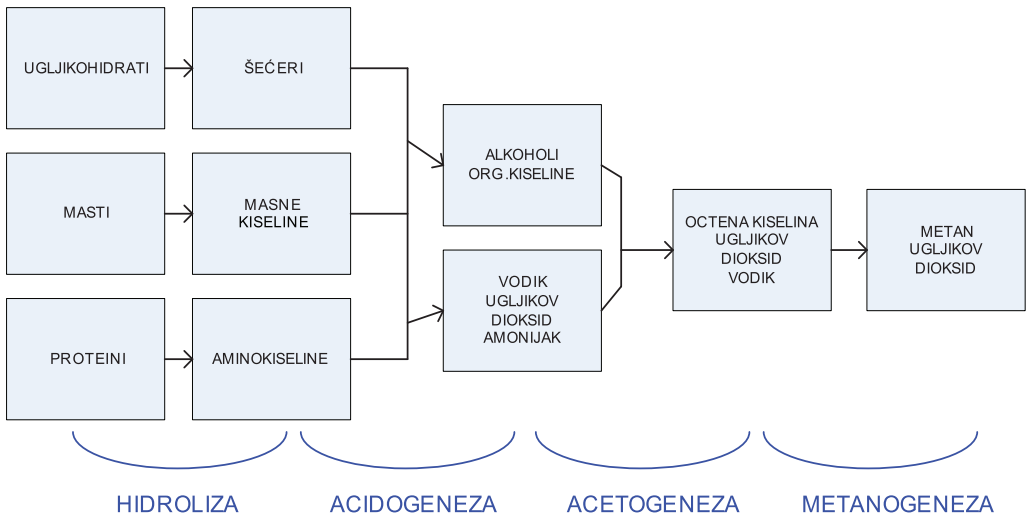 UGLJIKOHIDRATI
ŠEĆERI
MASTI
MASNE
KISELINE
PROTEINI
AMINOKISELINE
ALKOHOLI
ORG.KISELINE
VODIK
UGLJIKOV
DIOKSID
AMONIJAK
OCTENA KISELINA
UGLJIKOV
DIOKSID
VODIK
METAN
UGLJIKOV
DIOKSID
HIDROLIZA
ACIDOGENEZA
ACETOGENEZA
METANOGENEZA